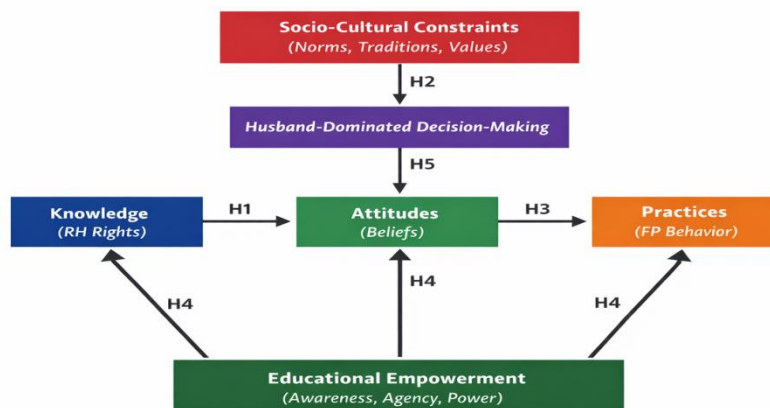 Socio-Cultural Constraints
(Norms, Traditions, Values)
H2
Husband-Dominated Decision-Making
H5
Knowledge
(RH Rights)
H1
Attitudes
(Beliefs)
H3
Practices
(FP Behavior)
H4
H4
H4
Educational Empowerment
(Awareness, Agency, Power)